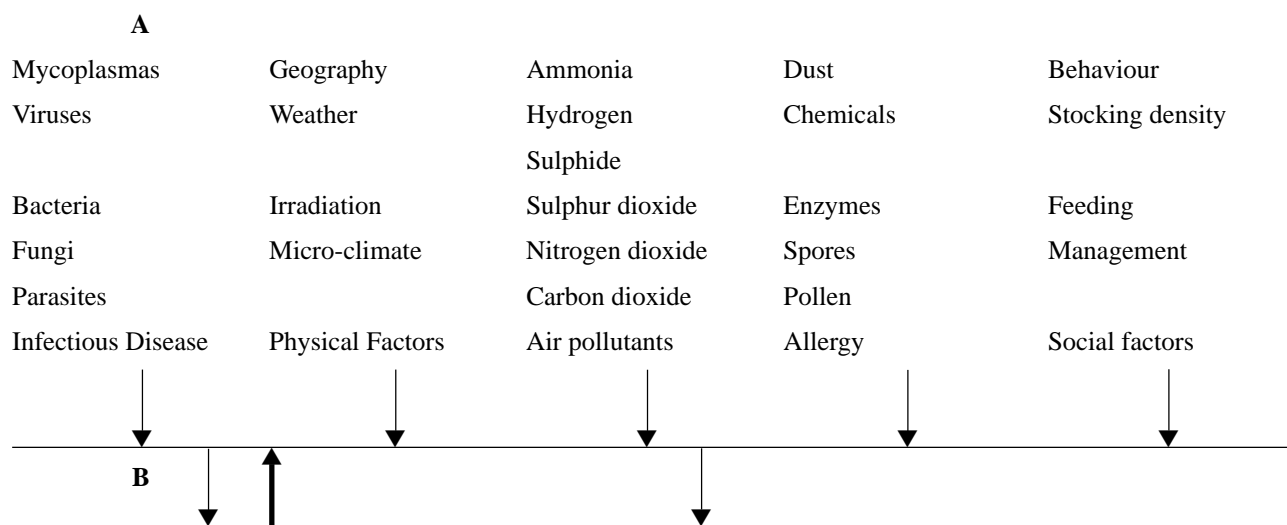 A
Mycoplasmas Geography Ammonia Dust Behaviour
Viruses Weather Hydrogen Chemicals Stocking density
Sulphide
Bacteria Irradiation Sulphur dioxide Enzymes Feeding
Fungi Micro-climate Nitrogen dioxide Spores Management
Parasites Carbon dioxide Pollen
Infectious Disease Physical Factors Air pollutants Allergy Social factors
B